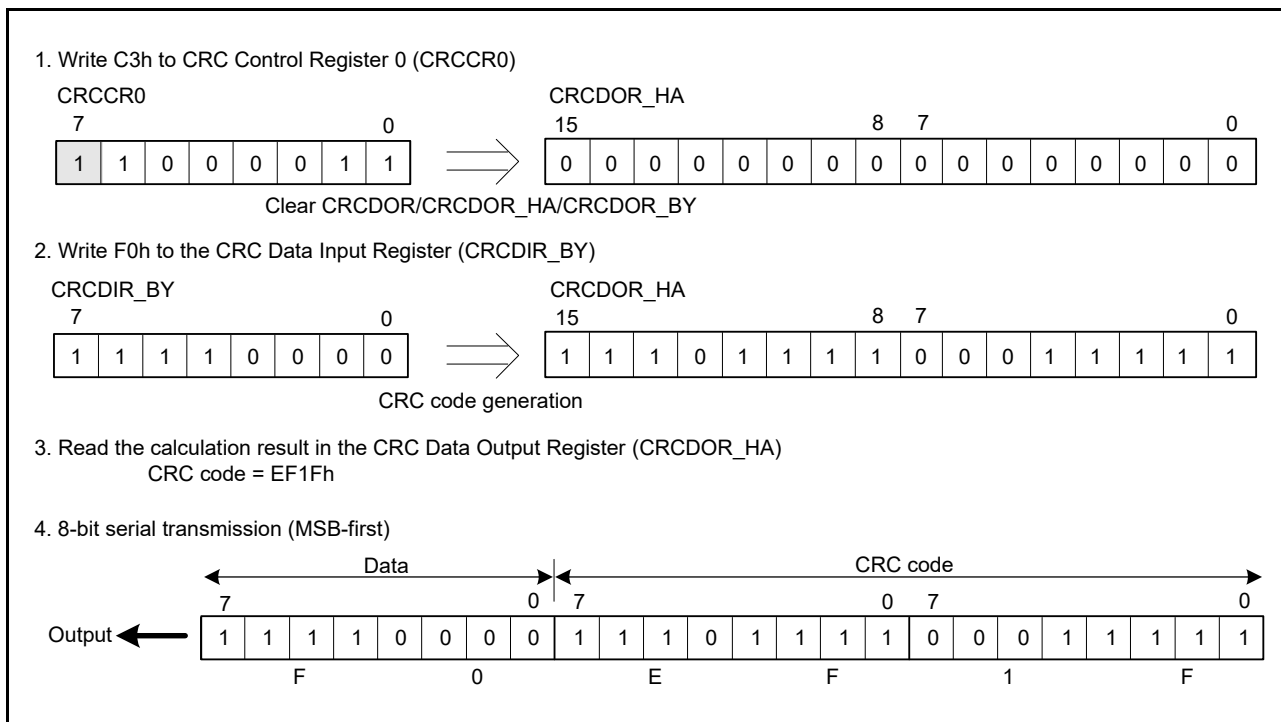 1. Write C3h to CRC Control Register 0 (CRCCR0)
CRCCR0 CRCDOR_HA
7 0 15 8 7 0
1 1 0 0 0 0 1 1 0 0 0 0 0 0 0 0 0 0 0 0 0 0 0 0
Clear CRCDOR/CRCDOR_HA/CRCDOR_BY
2. Write F0h to the CRC Data Input Register (CRCDIR_BY)
CRCDIR_BY CRCDOR_HA
7 0 15 8 7 0
1 1 1 1 0 0 0 0 1 1 1 0 1 1 1 1 0 0 0 1 1 1 1 1
CRC code generation
3. Read the calculation result in the CRC Data Output Register (CRCDOR_HA)
CRC code = EF1Fh
4. 8-bit serial transmission (MSB-first)
Data CRC code
7 0 7 0 7 0
Output 1 1 1 1 0 0 0 0 1 1 1 0 1 1 1 1 0 0 0 1 1 1 1 1
F 0 E F 1 F